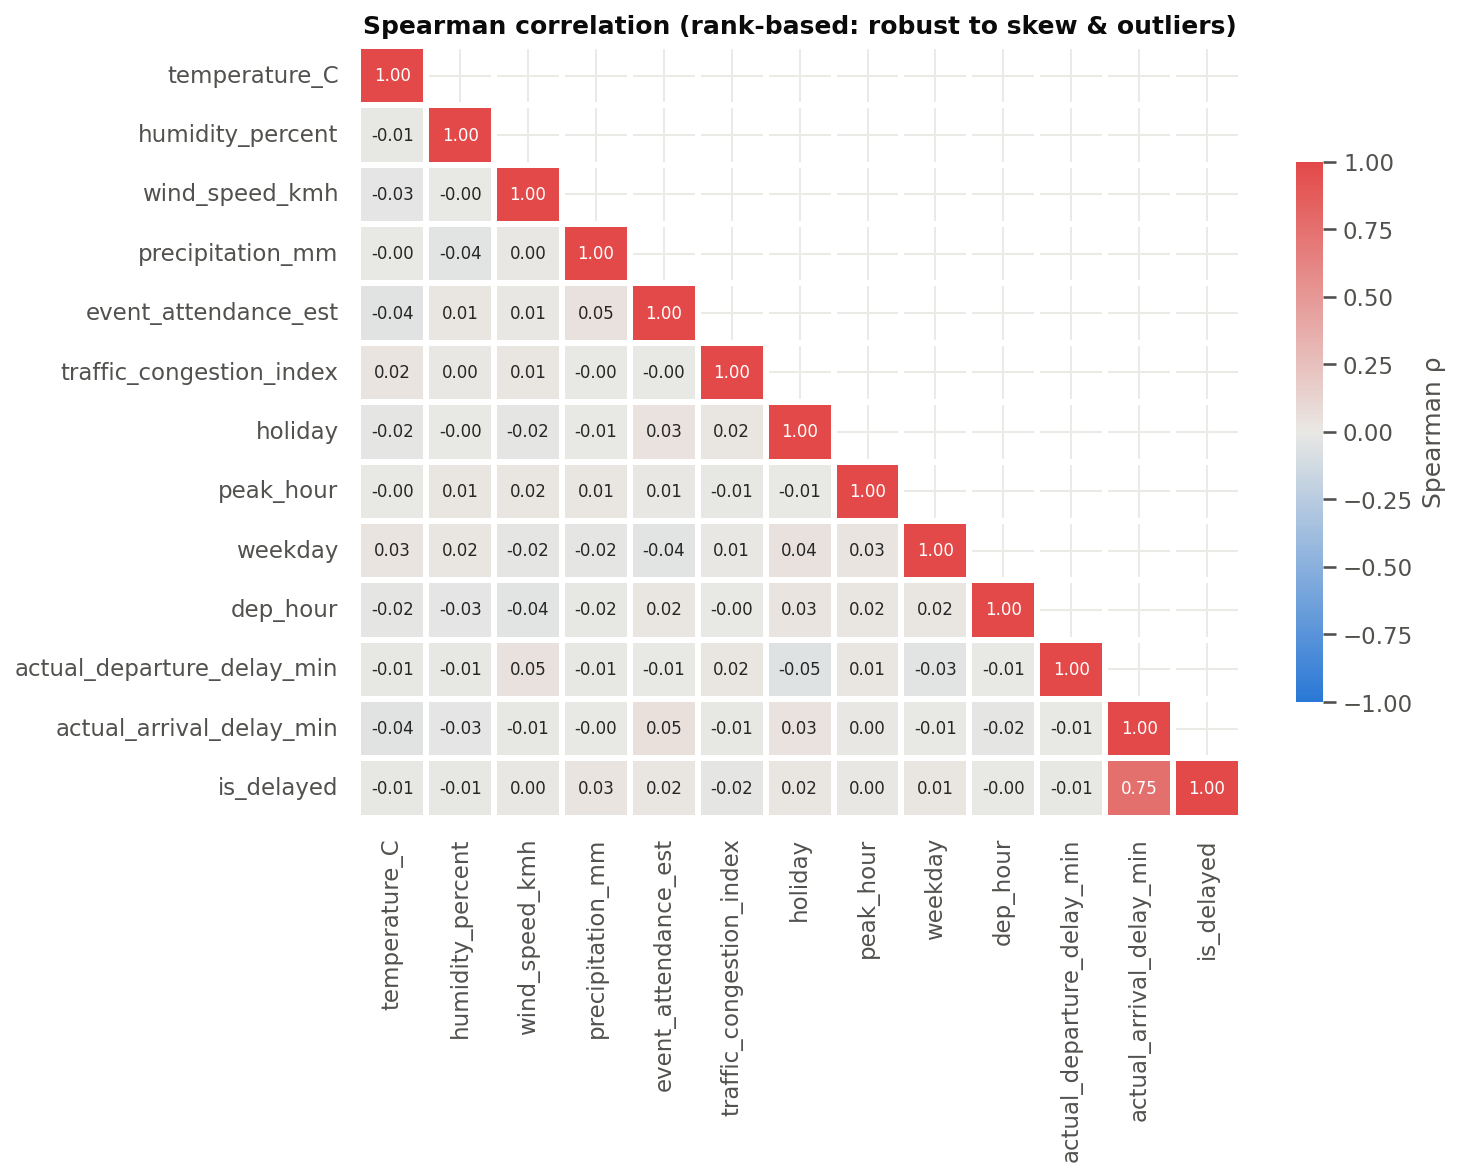 Spearman correlation (rank-based: robust to skew & outliers)
temperature_C 1.00
humidity_percent -0.01 1.00
wind_speed_kmh -0.03 -0.00 1.00
precipitation_mm -0.00 -0.04 0.00 1.00
event_attendance_est -0.04 0.01 0.01 0.05 1.00
traffic_congestion_index 0.02 0.00 0.01 -0.00 -0.00 1.00
holiday -0.02 -0.00 -0.02 -0.01 0.03 0.02 1.00
peak_hour -0.00 0.01 0.02 0.01 0.01 -0.01 -0.01 1.00
weekday 0.03 0.02 -0.02 -0.02 -0.04 0.01 0.04 0.03 1.00
dep_hour -0.02 -0.03 -0.04 -0.02 0.02 -0.00 0.03 0.02 0.02 1.00
actual_departure_delay_min -0.01 -0.01 0.05 -0.01 -0.01 0.02 -0.05 0.01 -0.03 -0.01 1.00
actual_arrival_delay_min -0.04 -0.03 -0.01 -0.00 0.05 -0.01 0.03 0.00 -0.01 -0.02 -0.01 1.00
is_delayed -0.01 -0.01 0.00 0.03 0.02 -0.02 0.02 0.00 0.01 -0.00 -0.01 0.75 1.00
temperature_C
humidity_percent
wind_speed_kmh
precipitation_mm
event_attendance_est
traffic_congestion_index
holiday
peak_hour
weekday
dep_hour
actual_departure_delay_min
actual_arrival_delay_min
is_delayed
1.00
0.75
0.50
0.25
0.00
−0.25
−0.50
−0.75
−1.00
Spearman ρ